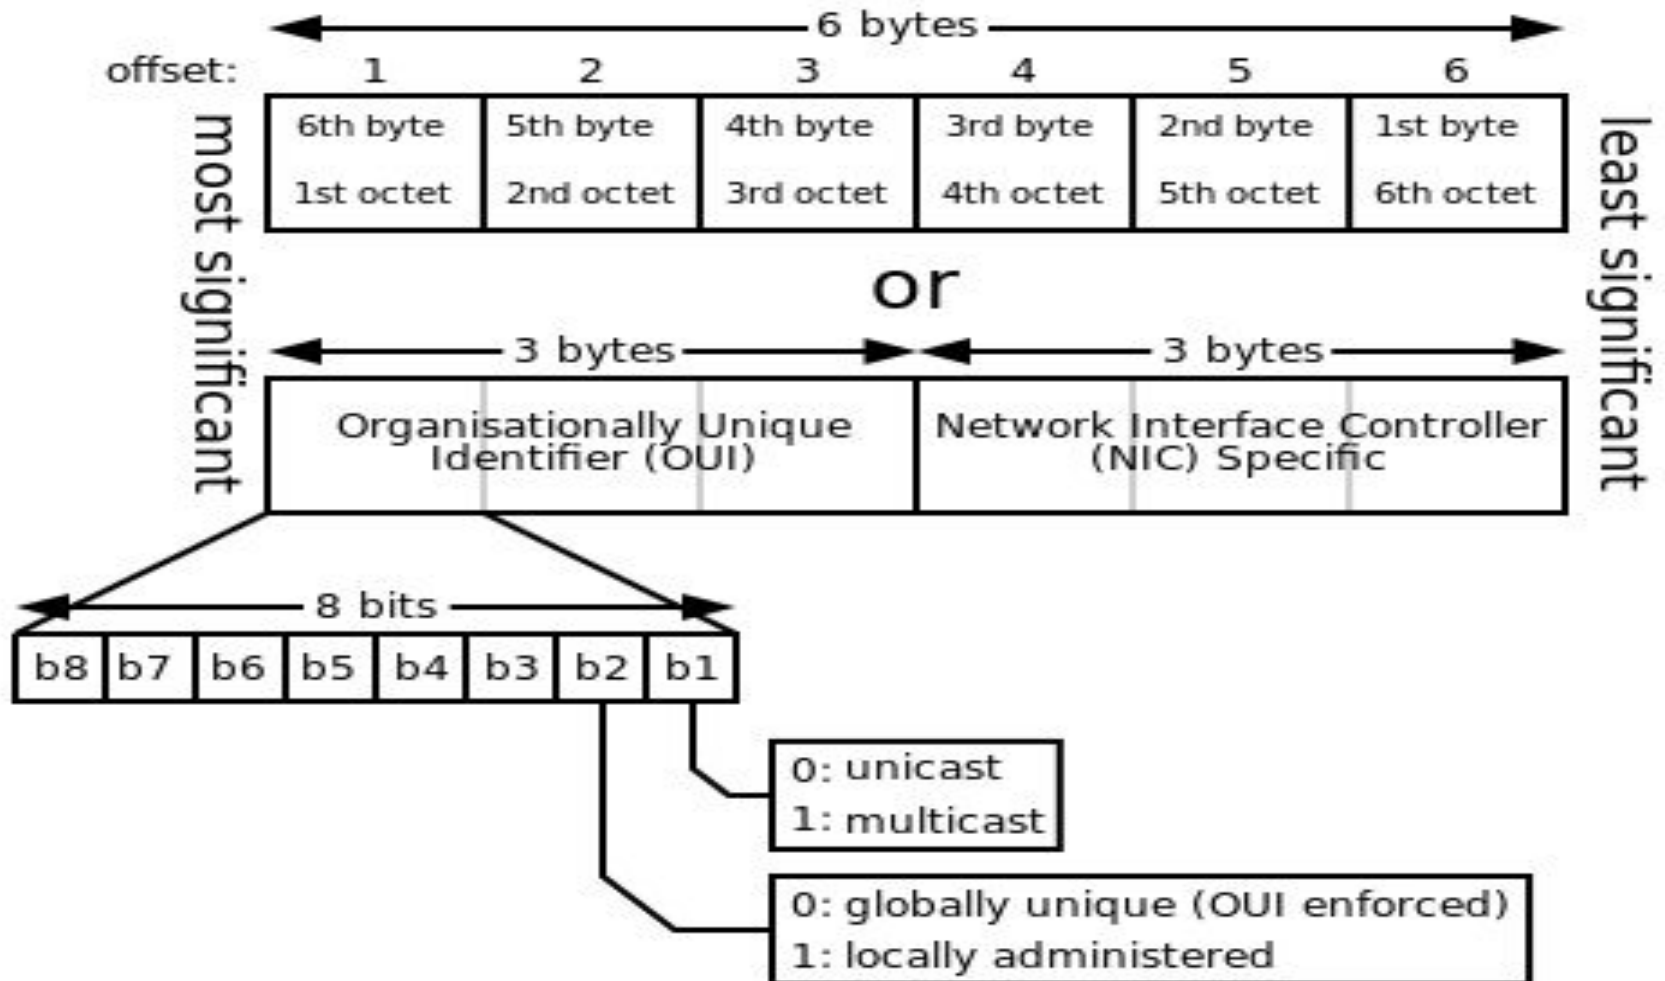 6 bytes
offset: 1 2 3 4 5 6
6th byte 5th byte 4th byte 3rd byte 2nd byte 1st byte
1st octet 2nd octet 3rd octet 4th octet 5th octet 6th octet
most significant
least significant
or
3 bytes 3 bytes
Organisationally Unique
Identifier (OUI)
Network Interface Controller
(NIC) Specific
8 bits
b8 b7 b6 b5 b4 b3 b2 b1
0: unicast
1: multicast
0: globally unique (OUI enforced)
1: locally administered